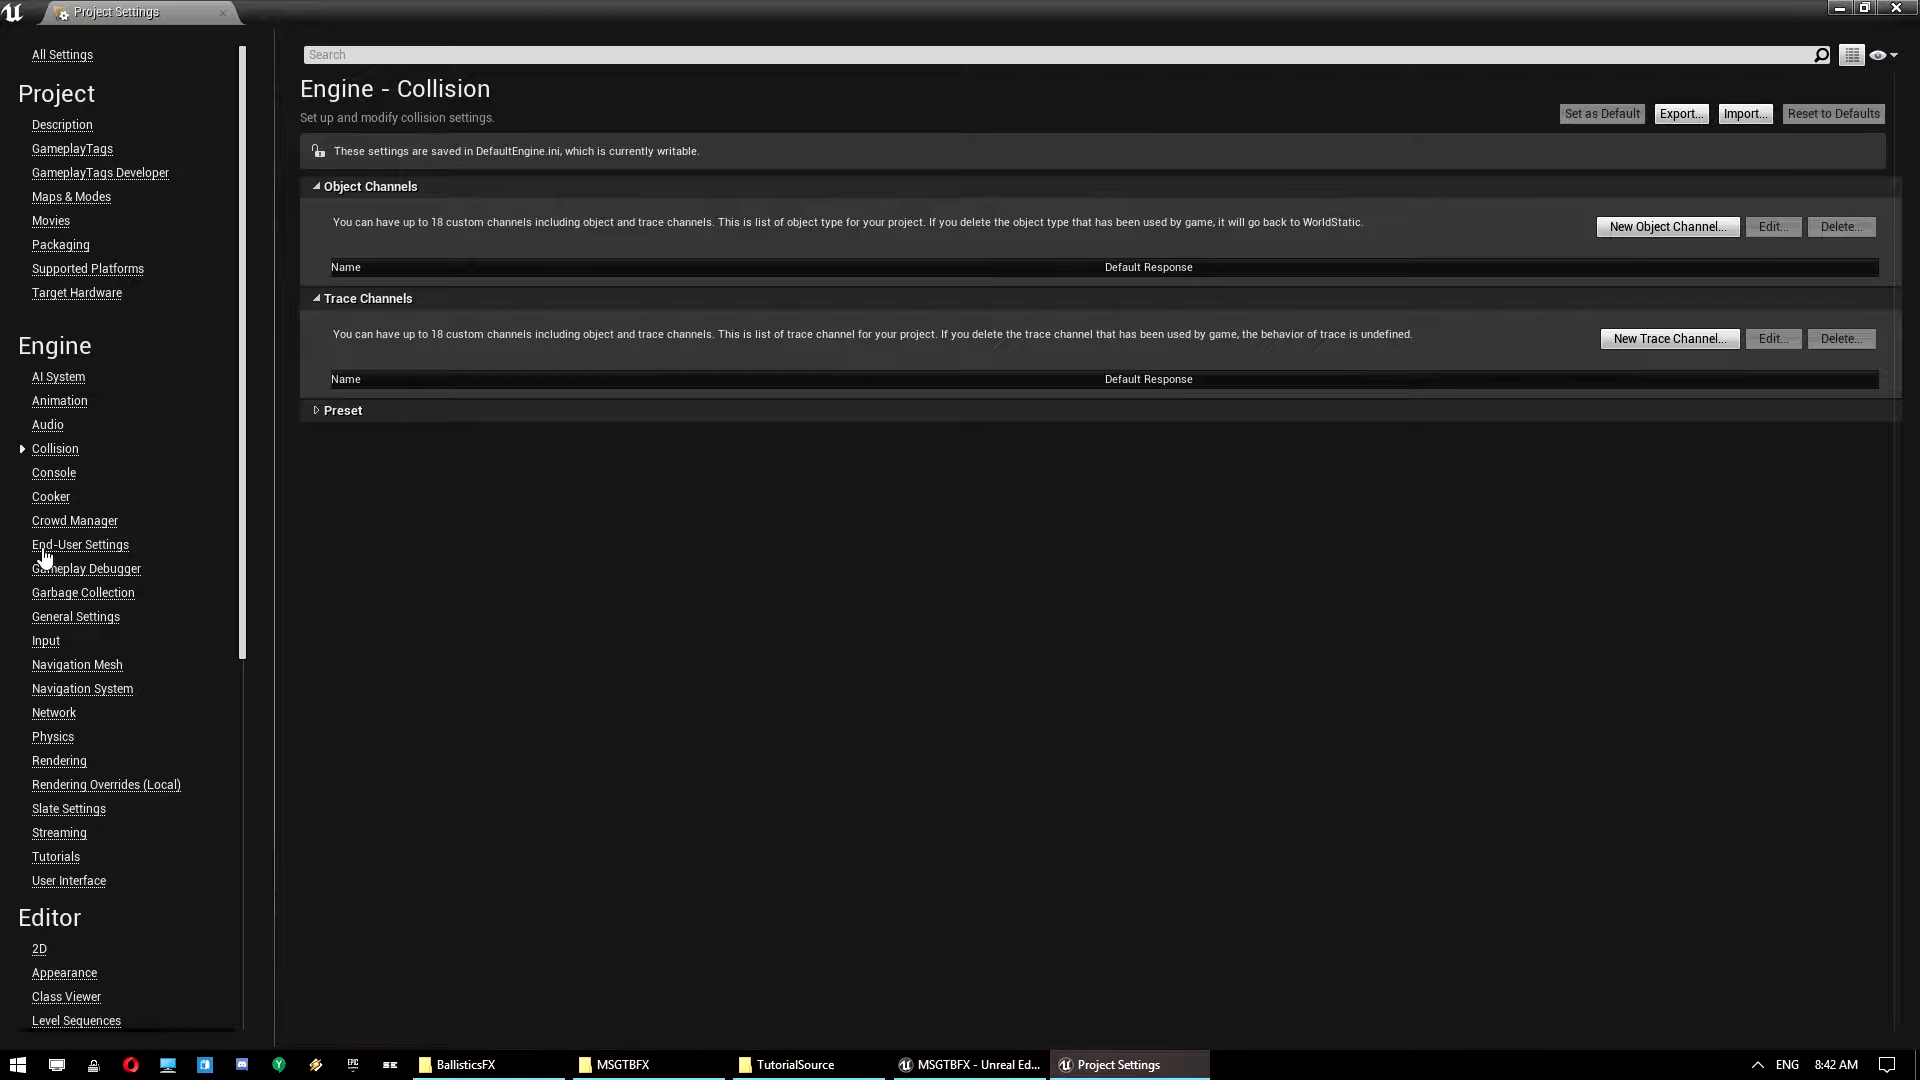 Project Settings
All Settings
Project
Description
GameplayTags
GameplayTags Developer
Maps & Modes
Movies
Packaging
Supported Platforms
Target Hardware
Engine
AI System
Animation
Audio
Collision
Console
Cooker
Crowd Manager
End-User Settings
Gameplay Debugger
Garbage Collection
General Settings
Input
Navigation Mesh
Navigation System
Network
Physics
Rendering
Rendering Overrides (Local)
Slate Settings
Streaming
Tutorials
User Interface
Editor
2D
Appearance
Class Viewer
Level Sequences
Search
Engine - Collision
Set up and modify collision settings.
Set as Default Export... Import... Reset to Defaults
These settings are saved in DefaultEngine.ini, which is currently writable.
Object Channels
You can have up to 18 custom channels including object and trace channels. This is list of object type for your project. If you delete the object type that has been used by game, it will go back to WorldStatic.
New Object Channel... Edit... Delete...
Name Default Response
Trace Channels
You can have up to 18 custom channels including object and trace channels. This is list of trace channel for your project. If you delete the trace channel that has been used by game, the behavior of trace is undefined.
New Trace Channel... Edit... Delete...
Name Default Response
Preset
BallisticsFX MSGTBFX TutorialSource MSGTBFX - Unreal Ed... Project Settings ENG 8:42 AM